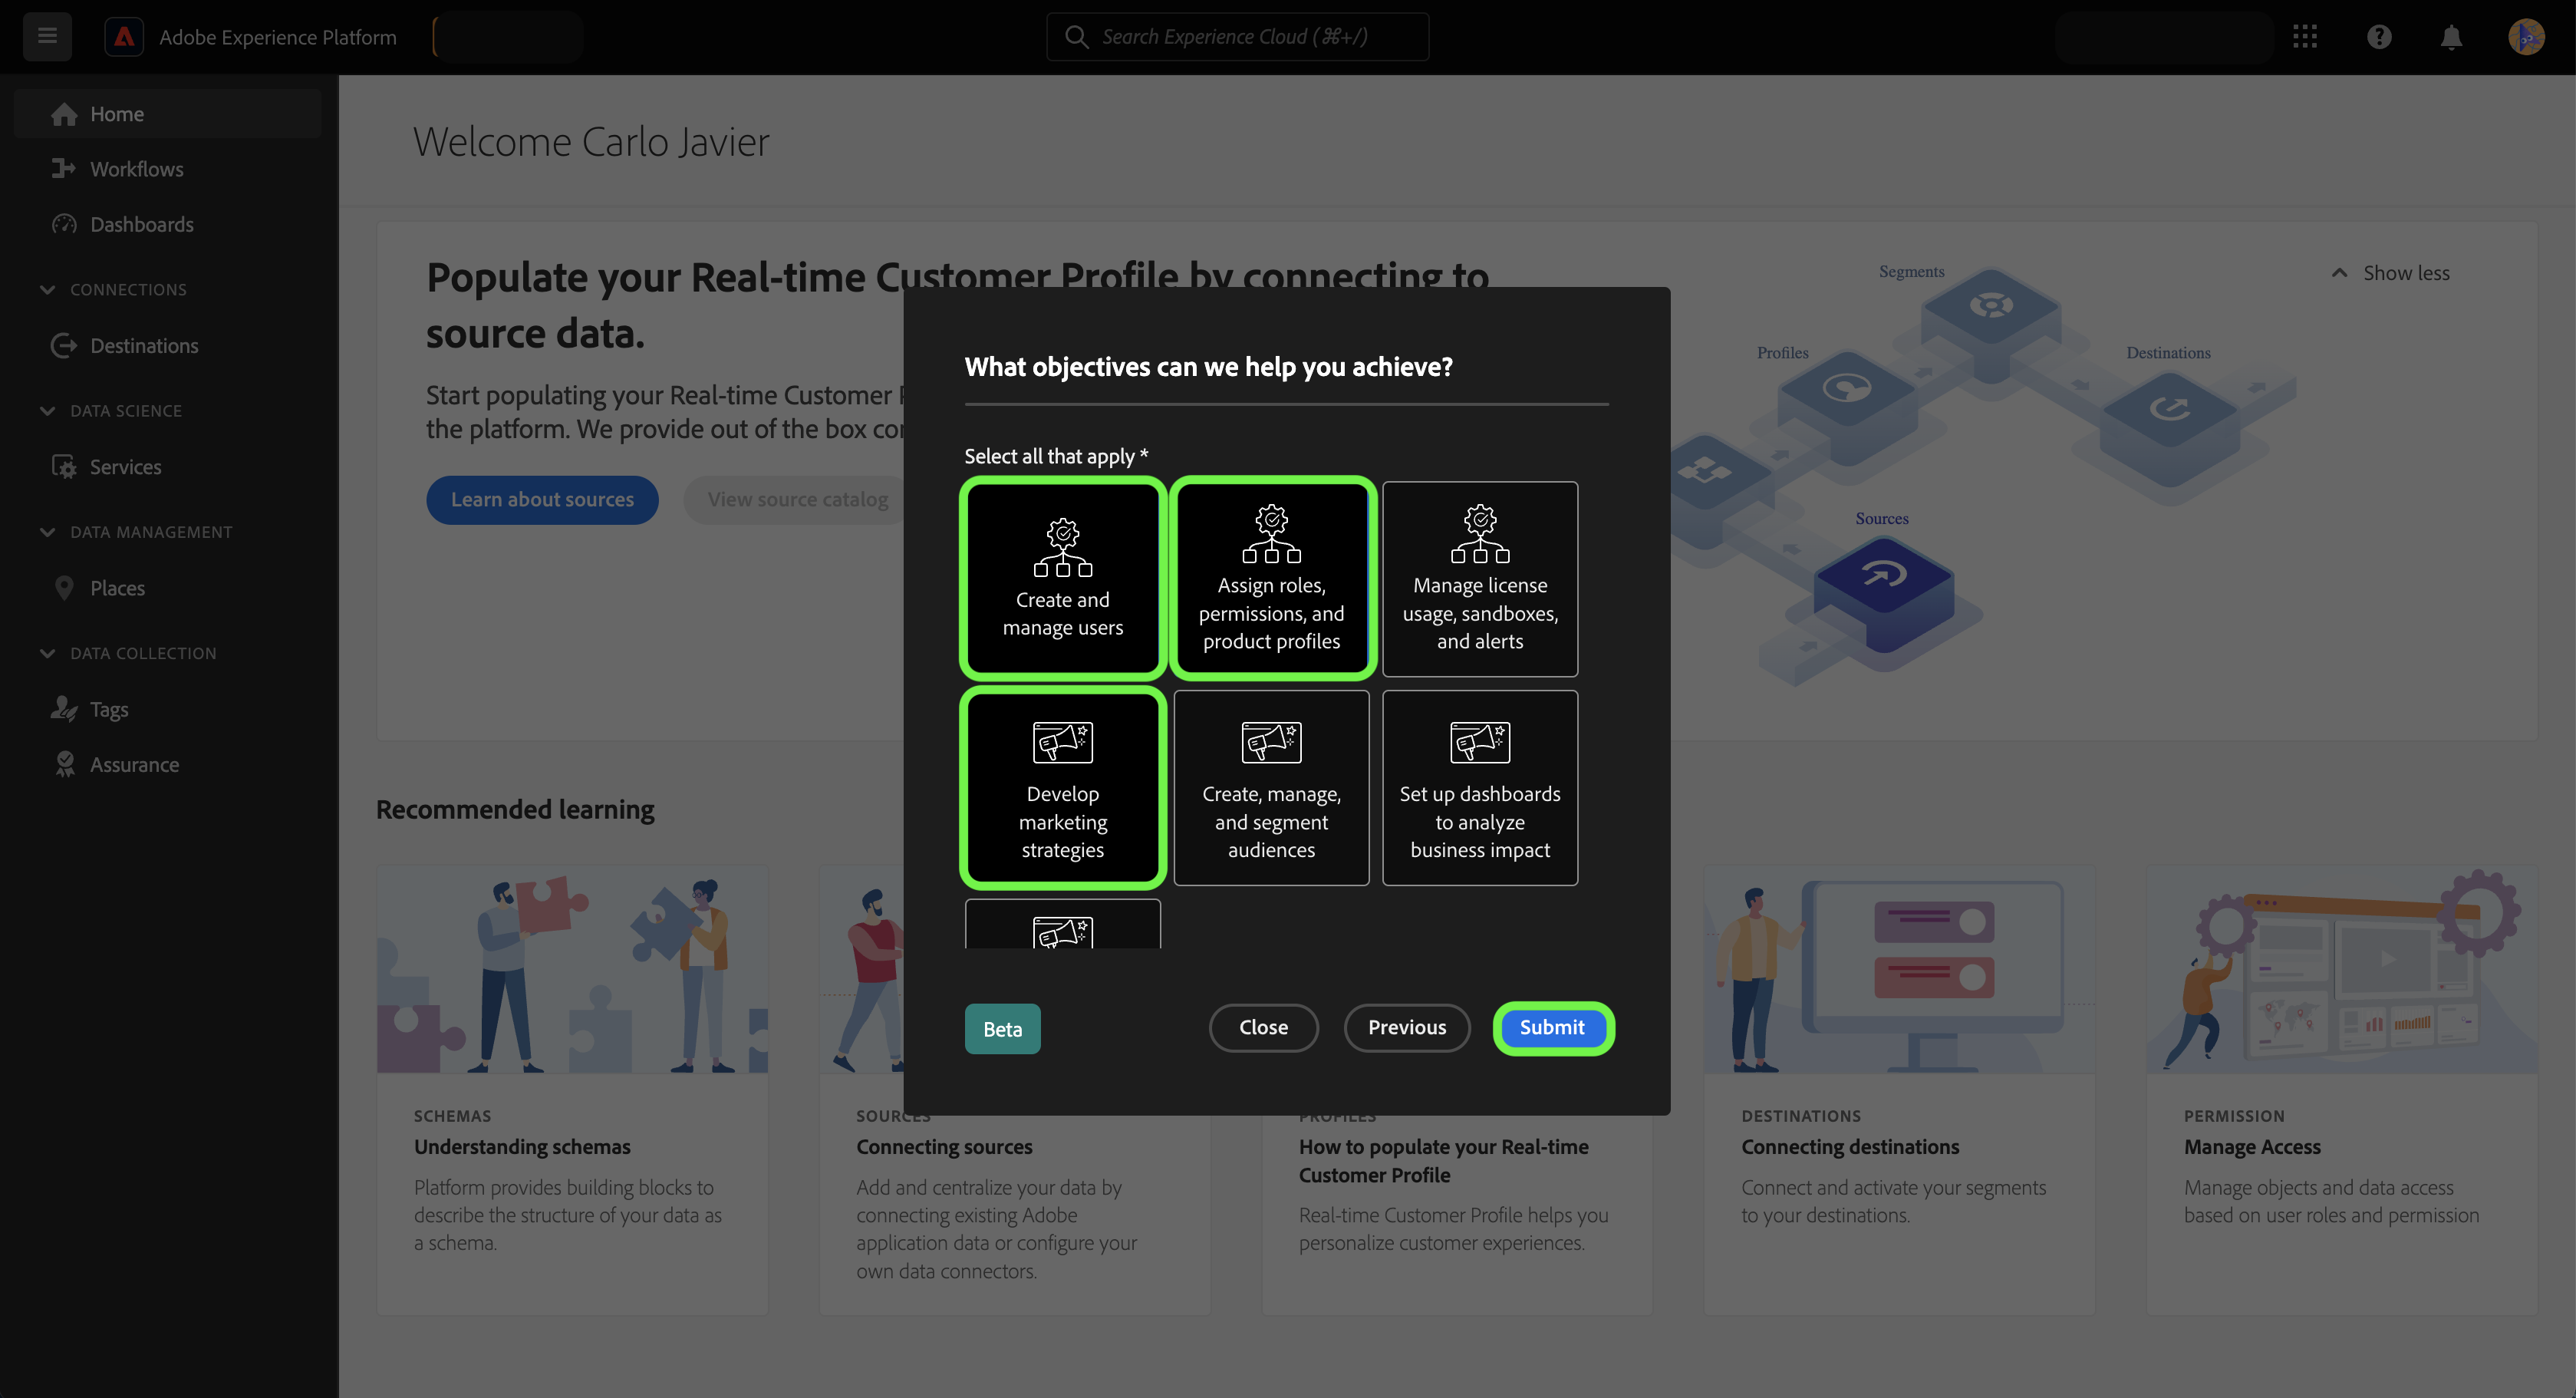 Adobe Experience Platform
Search Experience Cloud (⌘+/)
Home
Workflows
Dashboards
CONNECTIONS
Destinations
DATA SCIENCE
Services
DATA MANAGEMENT
Places
DATA COLLECTION
Tags
Assurance
Welcome Carlo Javier
Populate your Real-time Customer Profile by connecting to
source data.
Start populating your Real-time Customer
the platform. We provide out of the box
Learn about sources
View source catalog
Show less
Segments
Profiles
Destinations
Sources
What objectives can we help you achieve?
Select all that apply *
Create and
manage users
Assign roles,
permissions, and
product profiles
Manage license
usage, sandboxes,
and alerts
Develop
marketing
strategies
Create, manage,
and segment
audiences
Set up dashboards
to analyze
business impact
Beta
Close
Previous
Submit
Recommended learning
SCHEMAS
Understanding schemas
Platform provides building blocks to
describe the structure of your data as
a schema.
SOURCES
Connecting sources
Add and centralize your data by
connecting existing Adobe
application data or configure your
own data connectors.
PROFILES
How to populate your Real-time
Customer Profile
Real-time Customer Profile helps you
personalize customer experiences.
DESTINATIONS
Connecting destinations
Connect and activate your segments
to your destinations.
PERMISSION
Manage Access
Manage objects and data access
based on user roles and permission